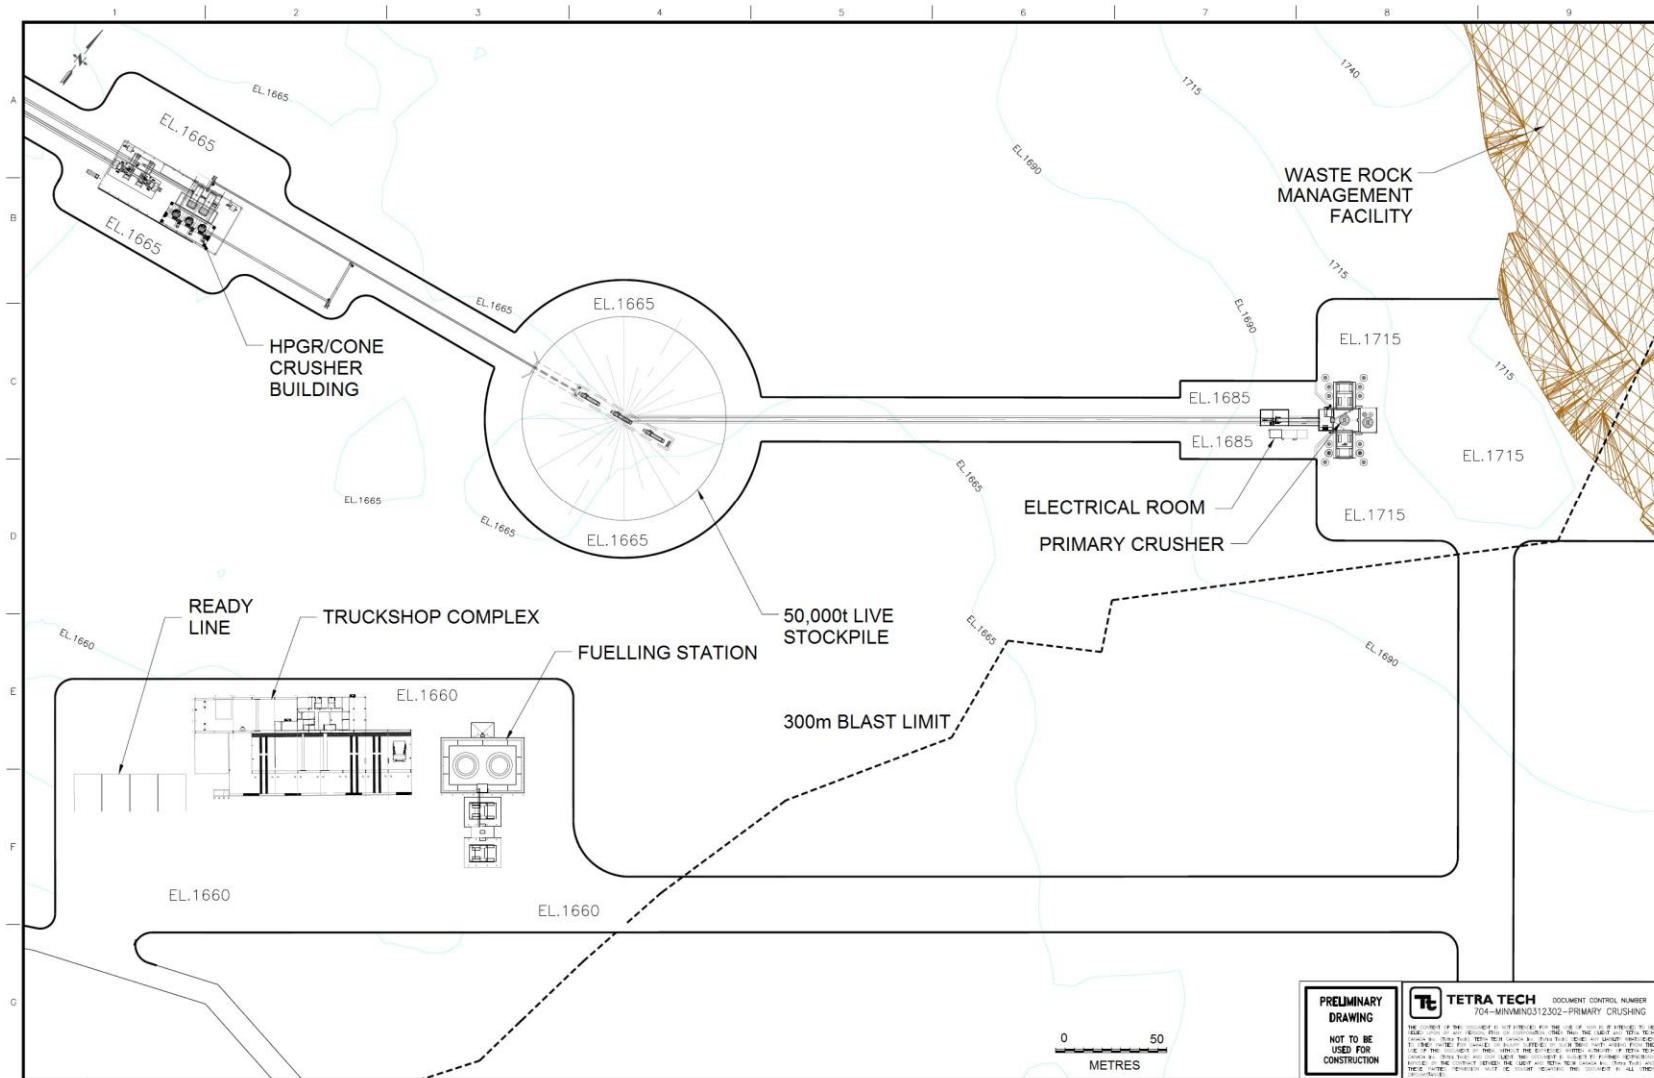 1 2 3 4 5 6 7 8 9
A
B
C
D
E
F
G
N
EL.1665
EL.1665
EL.1665
HPGR/CONE
CRUSHER
BUILDING
EL.1665
EL.1665
EL.1665
EL.1665
EL.1665
EL.1665
50,000t LIVE
STOCKPILE
1715
1740
EL.1690
1715
EL.1690
WASTE ROCK
MANAGEMENT
FACILITY
EL.1715
1715
EL.1685
EL.1685
EL.1715
EL.1715
ELECTRICAL ROOM
PRIMARY CRUSHER
EL.1665
EL.1665
EL.1690
EL.1660
READY
LINE
TRUCKSHOP COMPLEX
FUELLING STATION
EL.1660
300m BLAST LIMIT
EL.1660
EL.1660
0 50
METRES
PRELIMINARY
DRAWING
NOT TO BE
USED FOR
CONSTRUCTION
Tt
TETRA TECH
DOCUMENT CONTROL NUMBER
704-MINVMIN0312302-PRIMARY CRUSHING